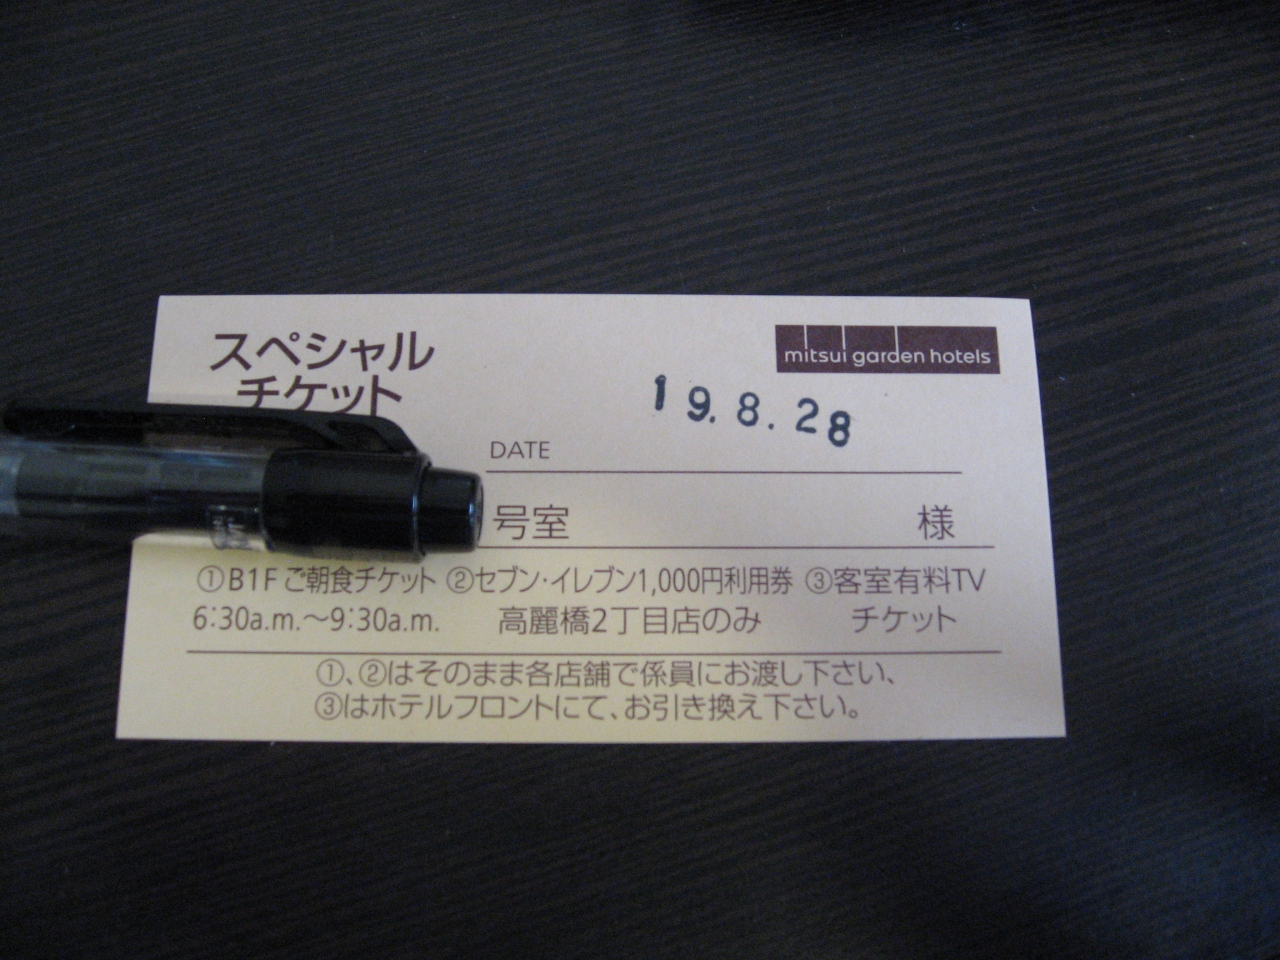 スペシャル
チケット
mitsui garden hotels
19.8.28
DATE
号室 様
①B1F ご朝食チケット ②セブン・イレブン1,000円利用券 ③客室有料TV
6:30a.m.〜9:30a.m. 高麗橋2丁目店のみ チケット
①、②はそのまま各店舗で係員にお渡し下さい、
③はホテルフロントにて、お引き換え下さい。